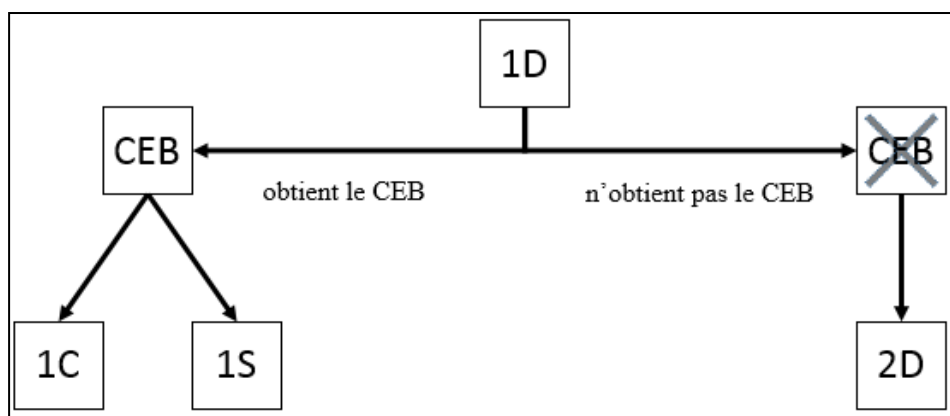 1D
CEB
CEB
obtient le CEB
n’obtient pas le CEB
1C
1S
2D